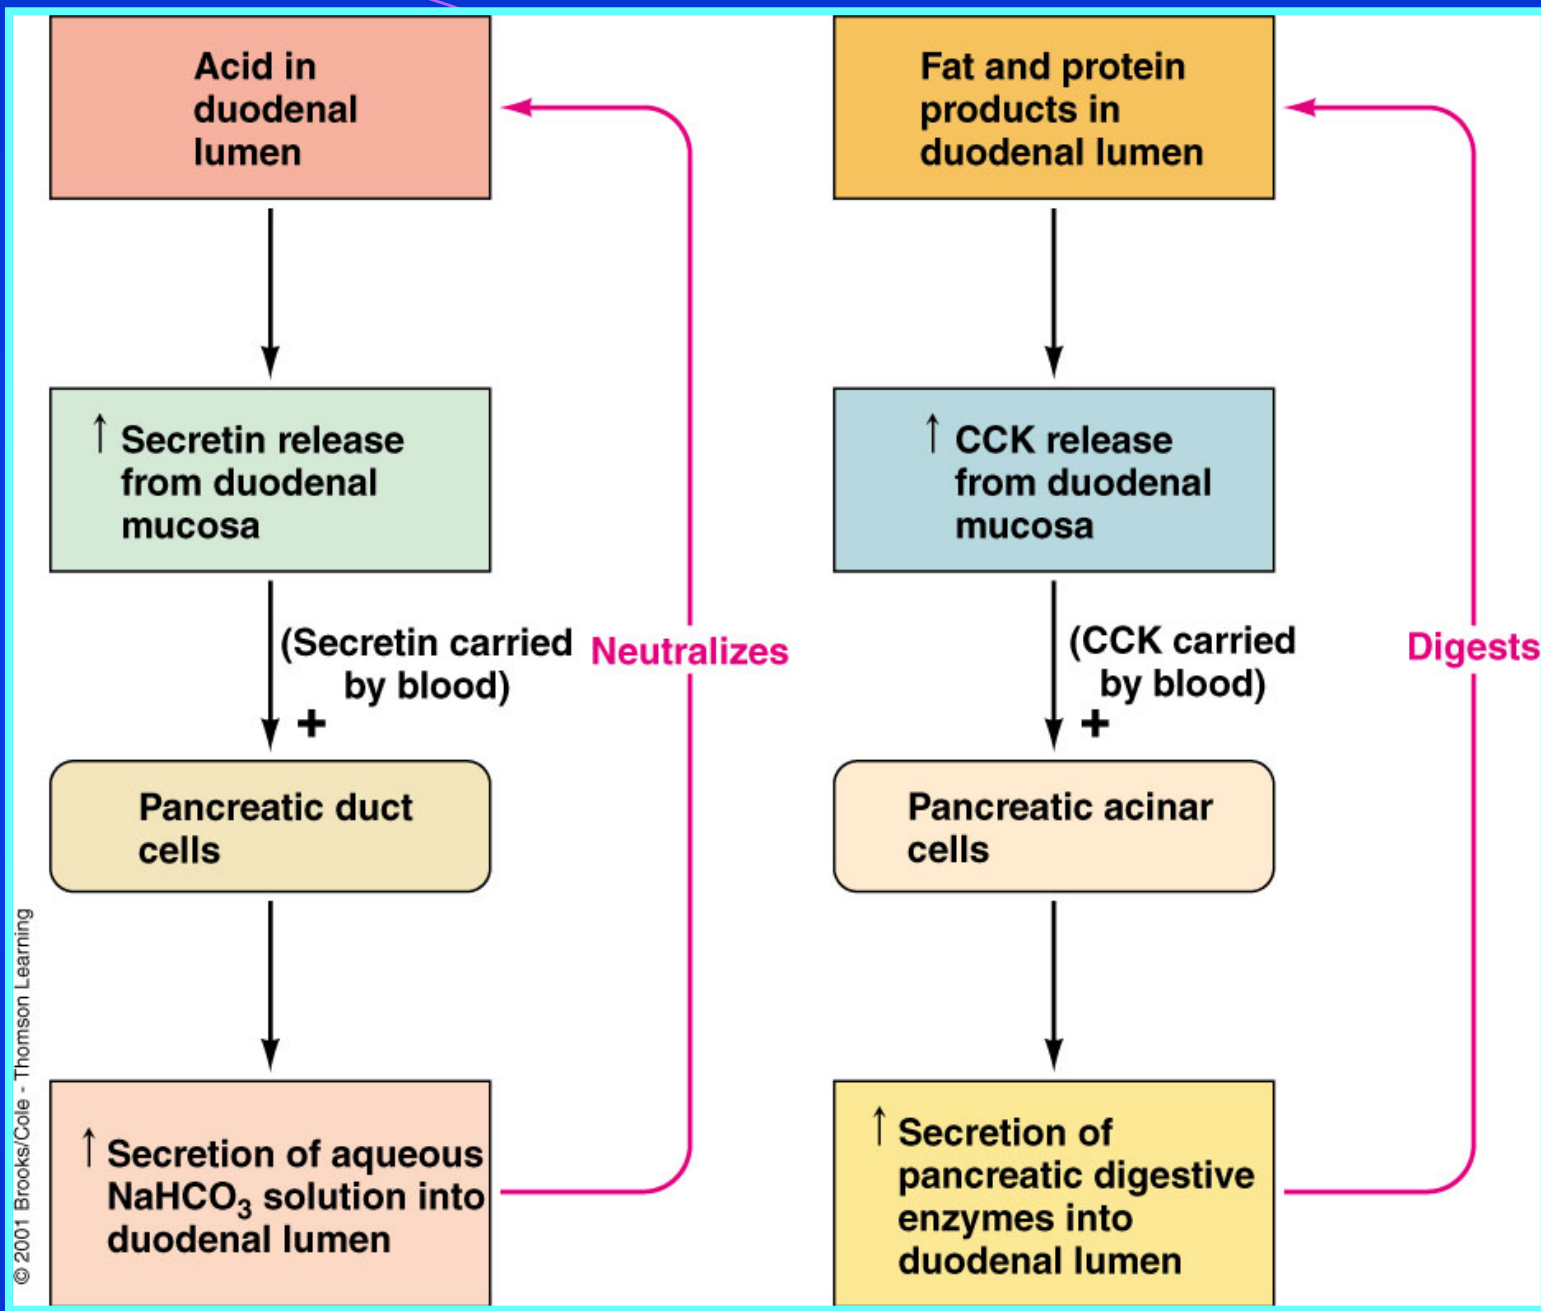 Acid in
duodenal
lumen
↑ Secretin release
from duodenal
mucosa
(Secretin carried
by blood)
+
Neutralizes
Pancreatic duct
cells
↑ Secretion of aqueous
NaHCO₃ solution into
duodenal lumen
Fat and protein
products in
duodenal lumen
↑ CCK release
from duodenal
mucosa
(CCK carried
by blood)
+
Digests
Pancreatic acinar
cells
↑ Secretion of
pancreatic digestive
enzymes into
duodenal lumen
© 2001 Brooks/Cole - Thomson Learning